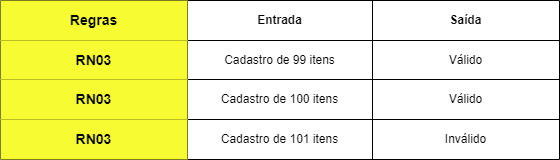 Regras Entrada Saída
RN03 Cadastro de 99 itens Válido
RN03 Cadastro de 100 itens Válido
RN03 Cadastro de 101 itens Inválido